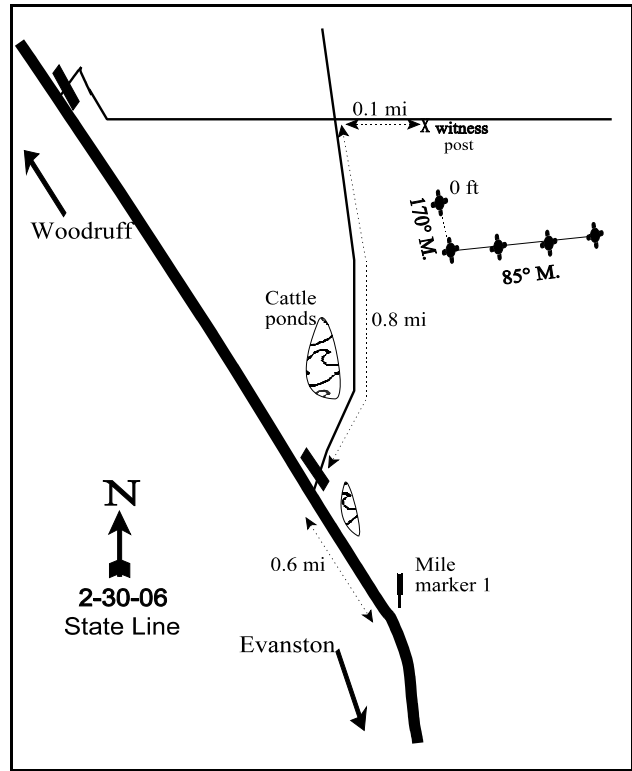 0.1 mi
X witness
post
0 ft
170° M.
85° M.
Woodruff
Cattle
ponds
0.8 mi
N
0.6 mi
Mile
marker 1
2-30-06
State Line
Evanston